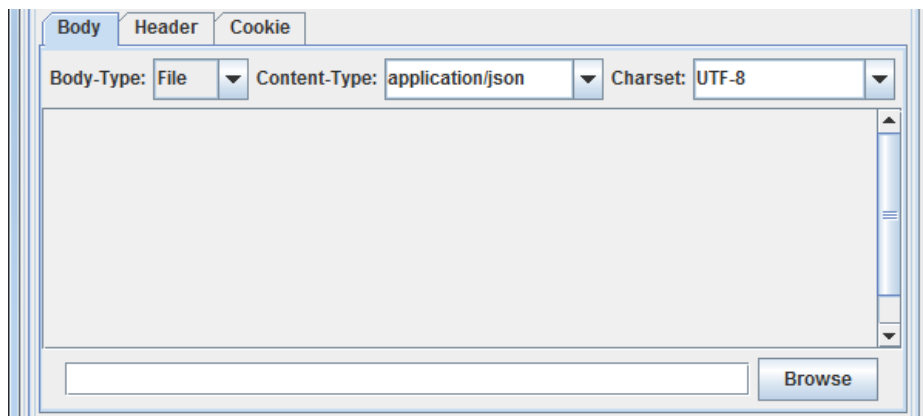 Body Header Cookie
Body-Type: File Content-Type: application/json Charset: UTF-8
Browse